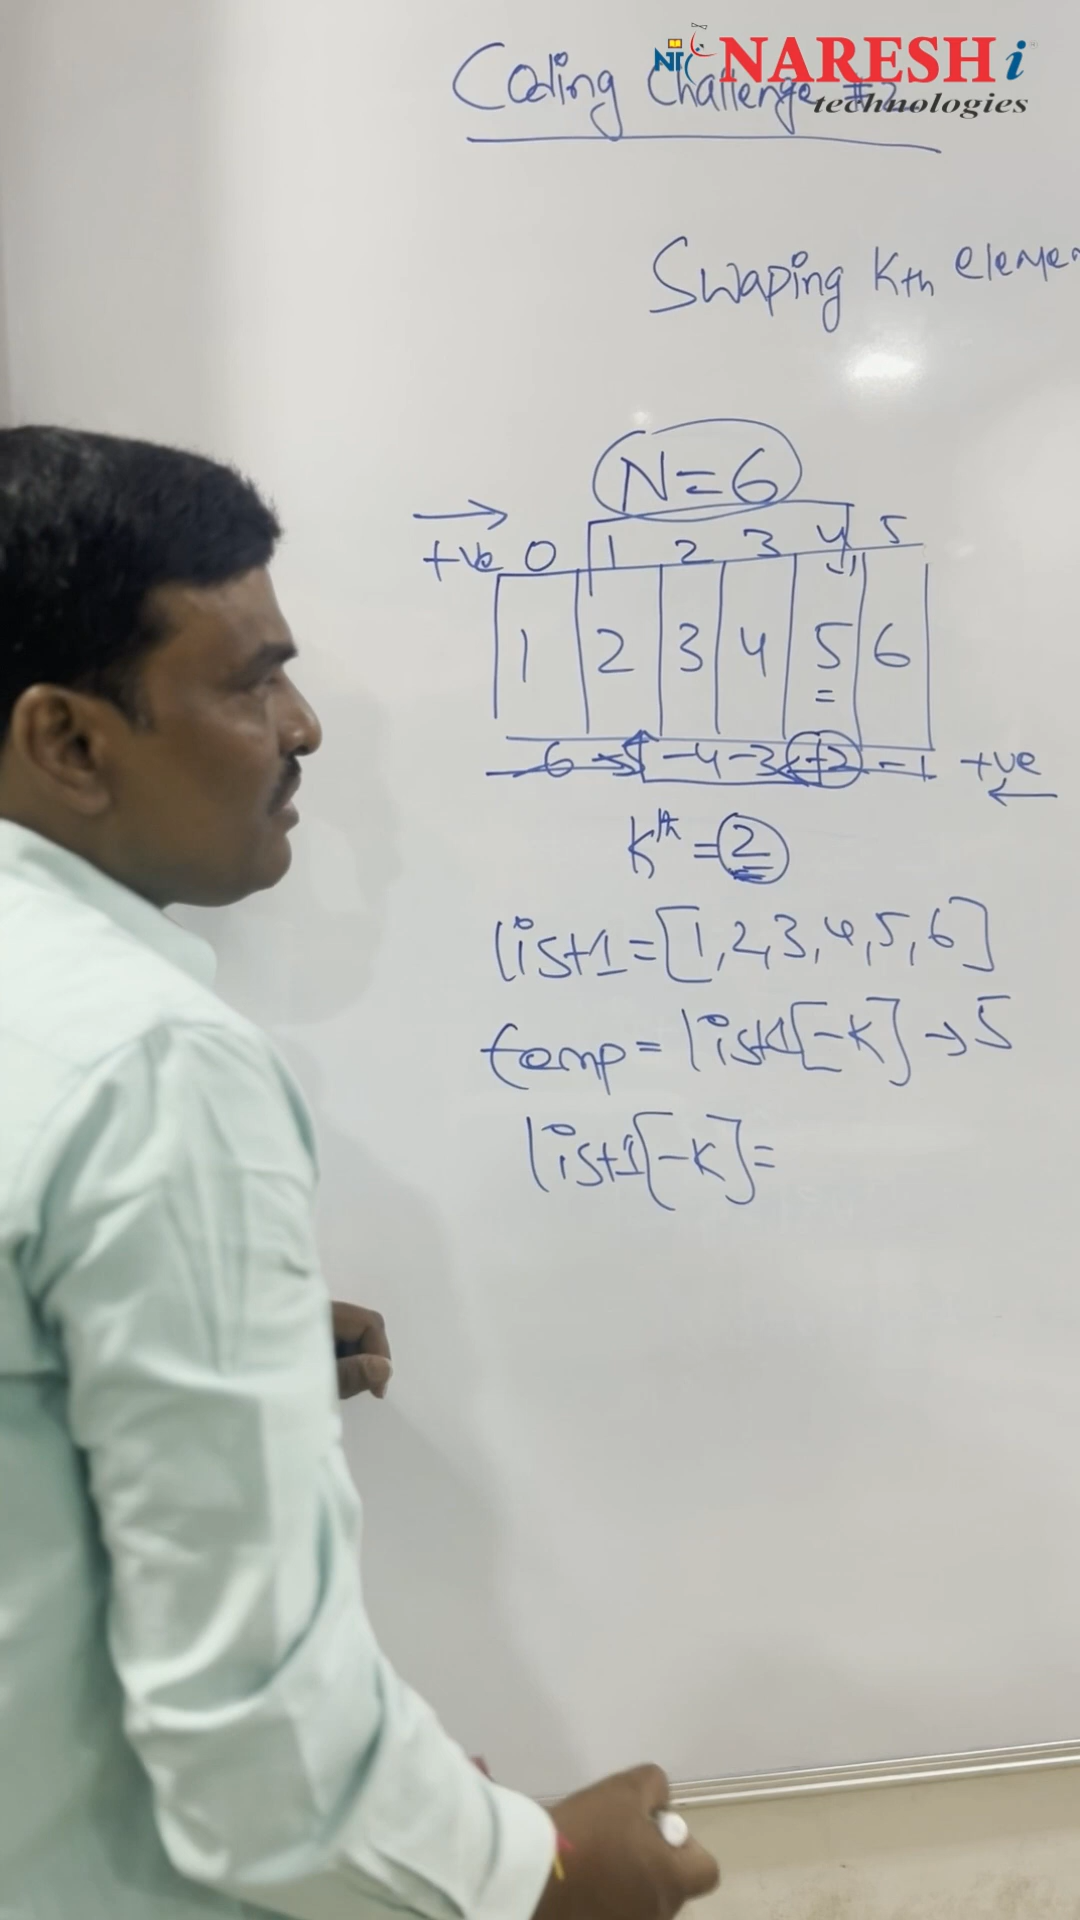 NARESH i
technologies
Coding Challenge #2
Swaping Kth
N=6
+ve 0 1 2 3 4 5
1 2 3 4 5 6
=
-6 -5 -4 -3 -2 -1 +ve
Kth = 2
list1=[1,2,3,4,5,6]
temp = list1[-K] → 5
list1[-K]=